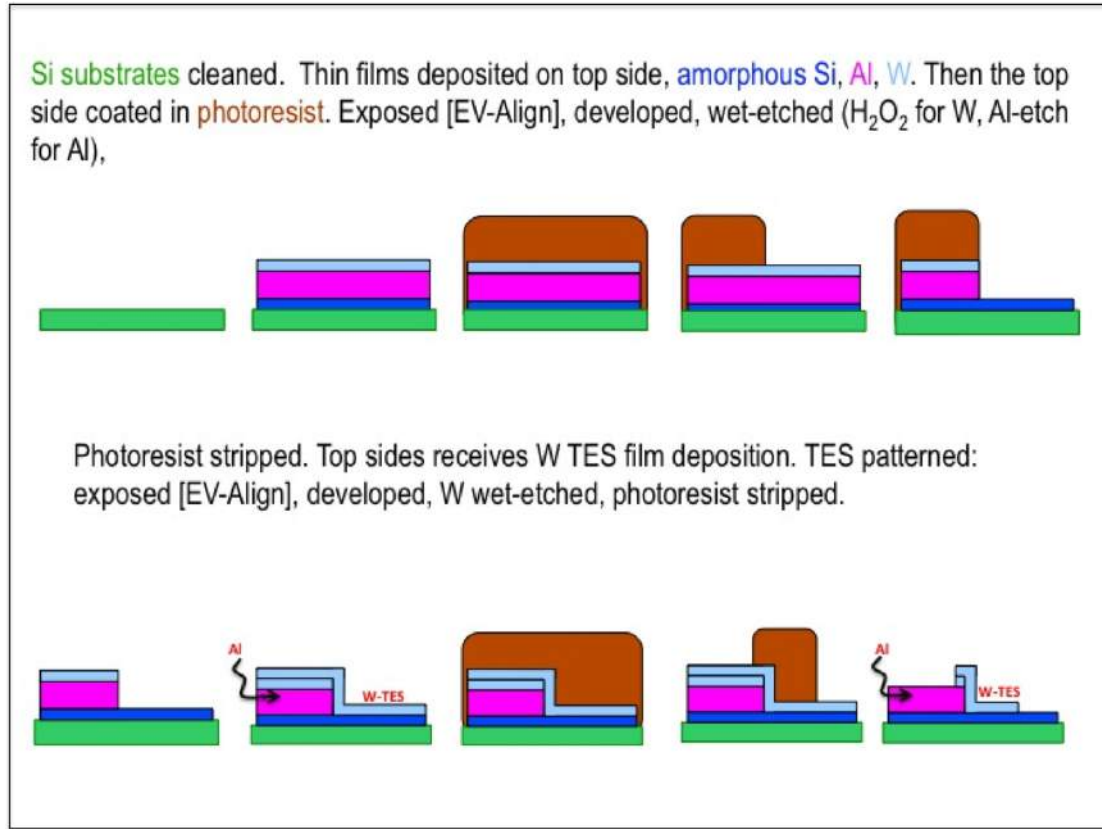 Si substrates cleaned. Thin films deposited on top side, amorphous Si, Al, W. Then the top
side coated in photoresist. Exposed [EV-Align], developed, wet-etched (H₂O₂ for W, Al-etch
for Al),
Photoresist stripped. Top sides receives W TES film deposition. TES patterned:
exposed [EV-Align], developed, W wet-etched, photoresist stripped.
Al
W-TES
Al
W-TES